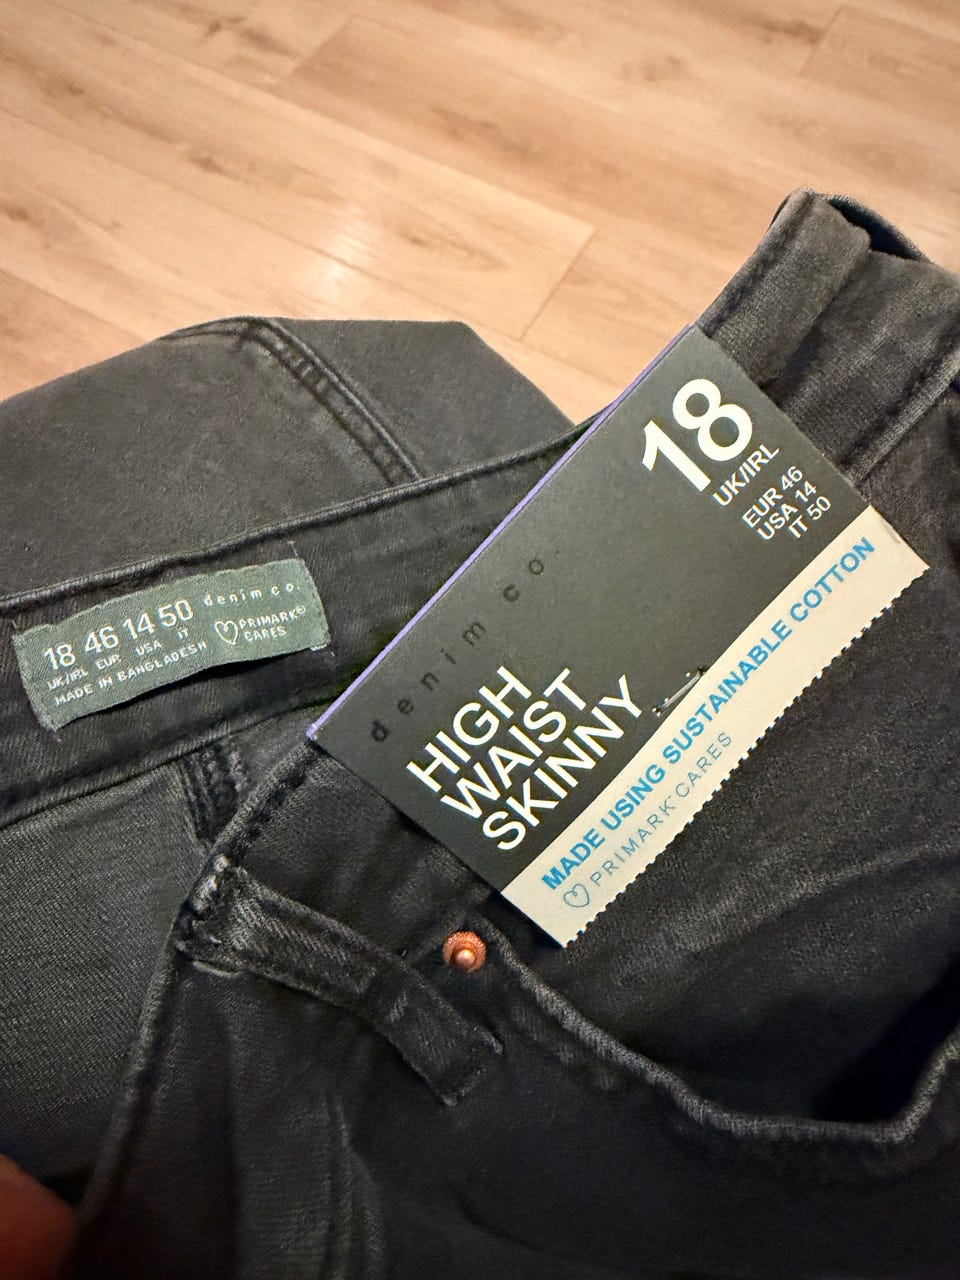 18
UK/IRL
EUR 46
USA 14
IT 50
denim co
HIGH
WAIST
SKINNY
MADE USING SUSTAINABLE COTTON
PRIMARK CARES
18 46 14 50 denim co.
UK/IRL EUR USA IT PRIMARK®
CARES
MADE IN BANGLADESH